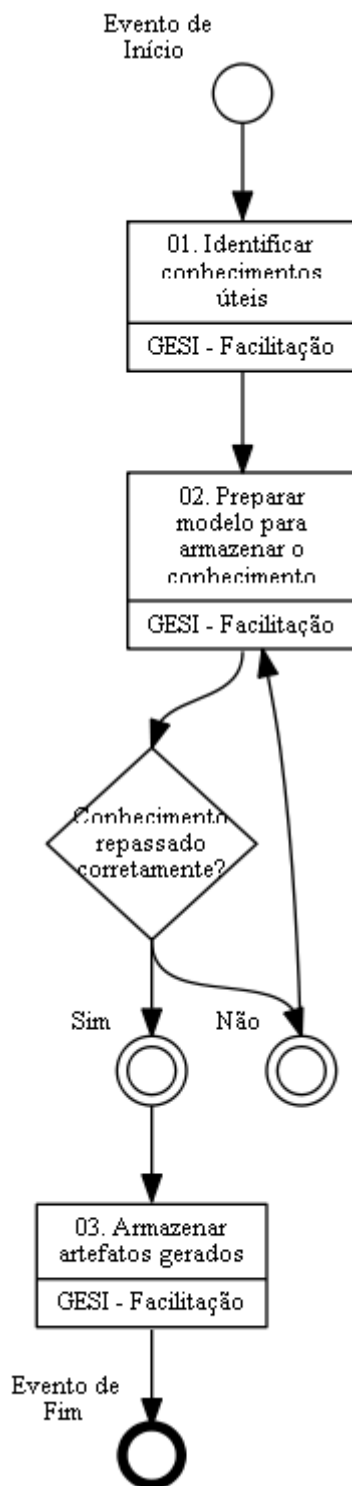 Evento de
Início
01. Identificar
conhecimentos
úteis
GESI - Facilitação
02. Preparar
modelo para
armazenar o
conhecimento
GESI - Facilitação
Conhecimento
repassado
corretamente?
Sim
Não
03. Armazenar
artefatos gerados
GESI - Facilitação
Evento de
Fim